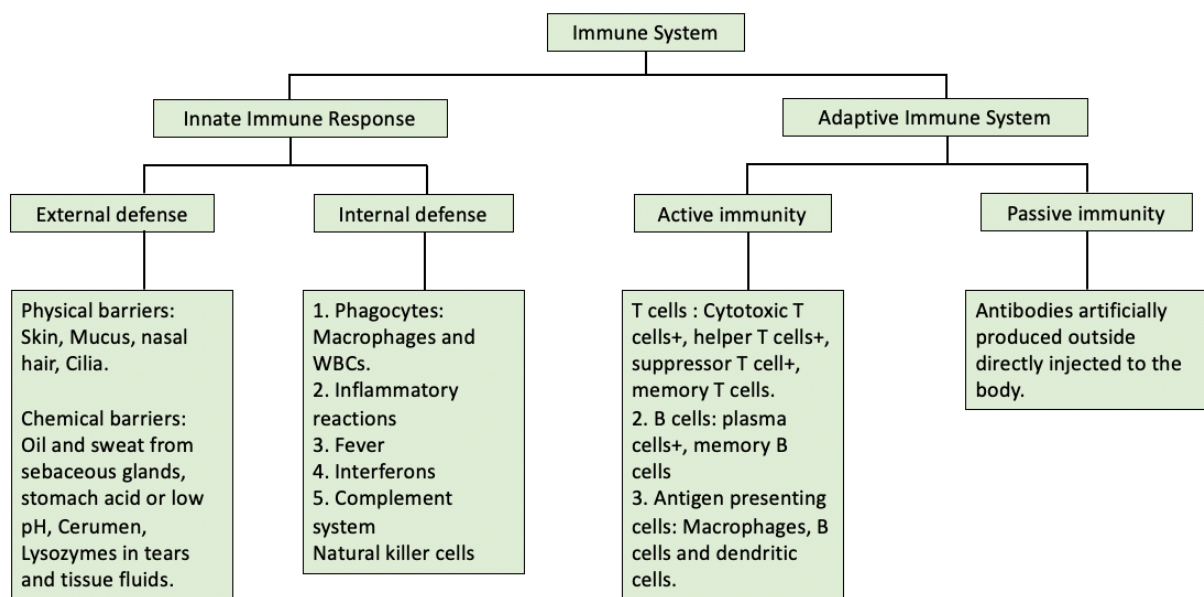 Immune System
Innate Immune Response
Adaptive Immune System
External defense
Internal defense
Active immunity
Passive immunity
Physical barriers:
Skin, Mucus, nasal
hair, Cilia.
Chemical barriers:
Oil and sweat from
sebaceous glands,
stomach acid or low
pH, Cerumen,
Lysozymes in tears
and tissue fluids.
1. Phagocytes:
Macrophages and
WBCs.
2. Inflammatory
reactions
3. Fever
4. Interferons
5. Complement
system
Natural killer cells
T cells : Cytotoxic T
cells+, helper T cells+,
suppressor T cell+,
memory T cells.
2. B cells: plasma
cells+, memory B
cells
3. Antigen presenting
cells: Macrophages, B
cells and dendritic
cells.
Antibodies artificially
produced outside
directly injected to the
body.